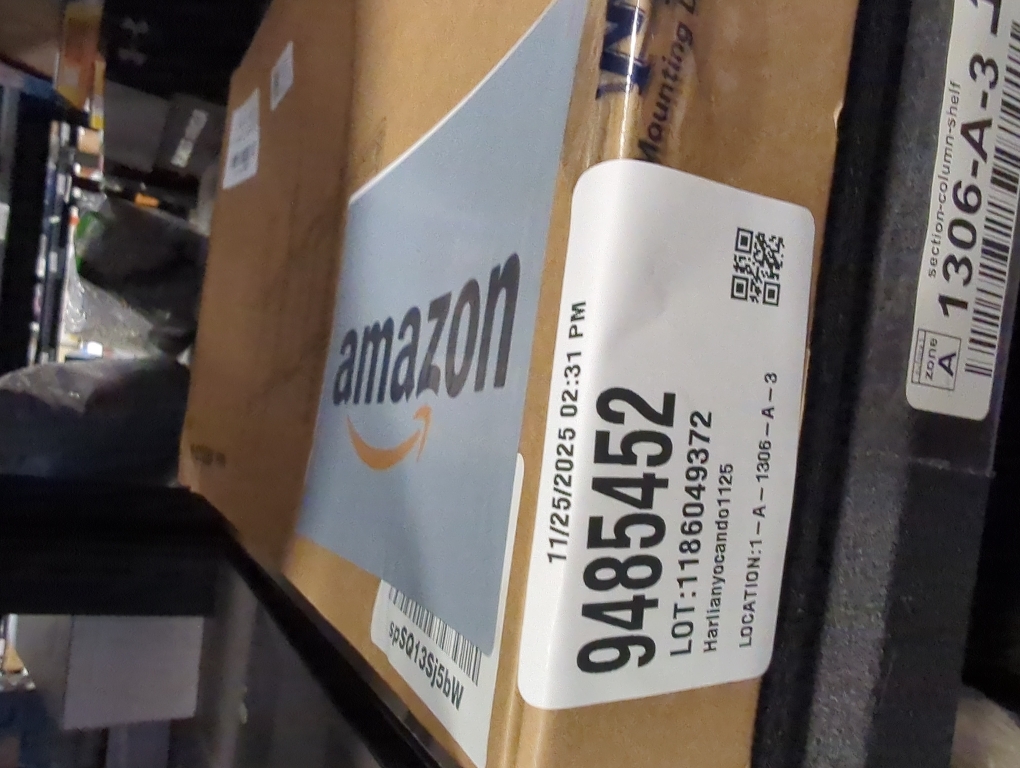 amazon
spSQ13Sj5bW
11/25/2025 02:31 PM
9485452
LOT:1186049372
Harlianyocando1125
LOCATION:1-A-1306-A-3
Mounting
zone
A
section-column-shelf
1306-A-3